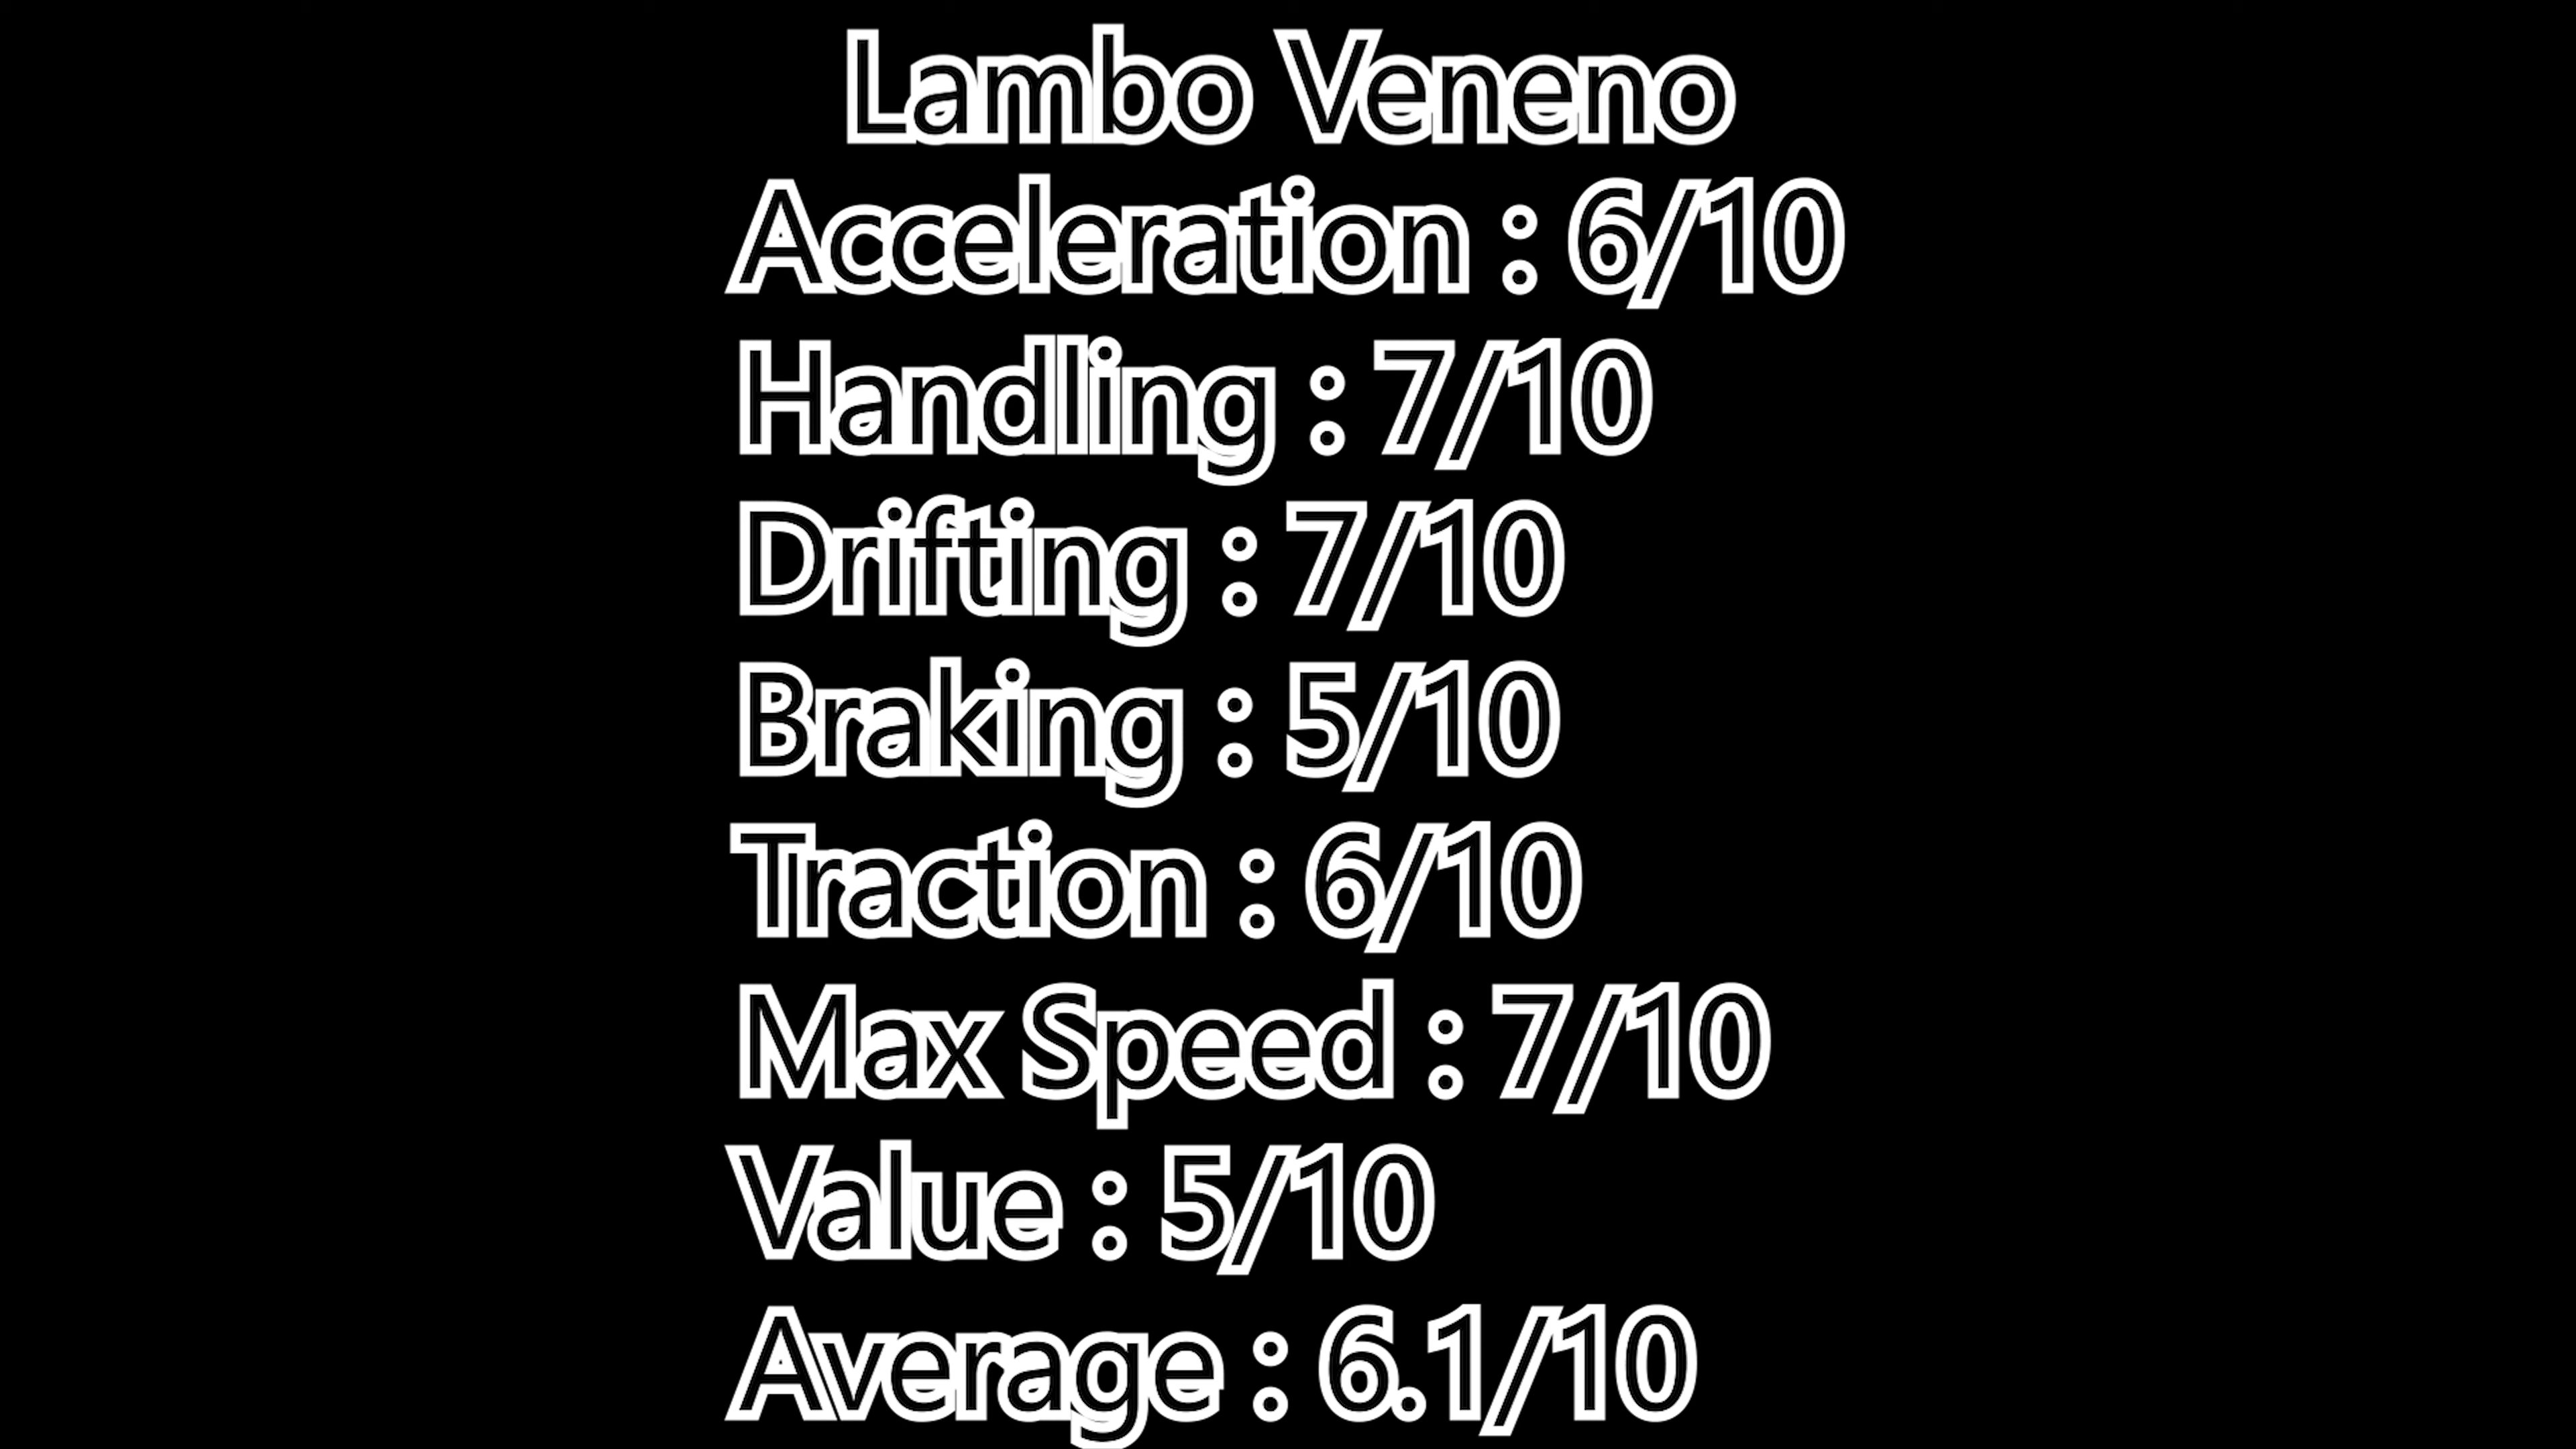 Lambo Veneno
Acceleration : 6/10
Handling : 7/10
Drifting : 7/10
Braking : 5/10
Traction : 6/10
Max Speed : 7/10
Value : 5/10
Average : 6.1/10